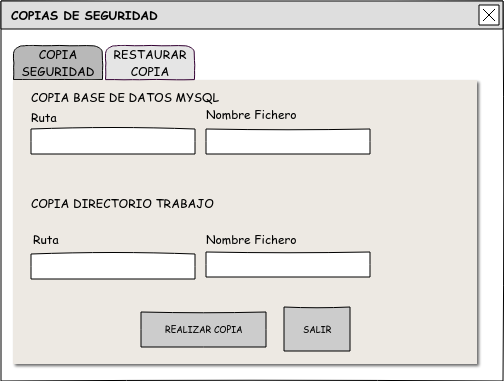 COPIAS DE SEGURIDAD
COPIA
SEGURIDAD
RESTAURAR
COPIA
COPIA BASE DE DATOS MYSQL
Ruta
Nombre Fichero
COPIA DIRECTORIO TRABAJO
Ruta
Nombre Fichero
REALIZAR COPIA
SALIR